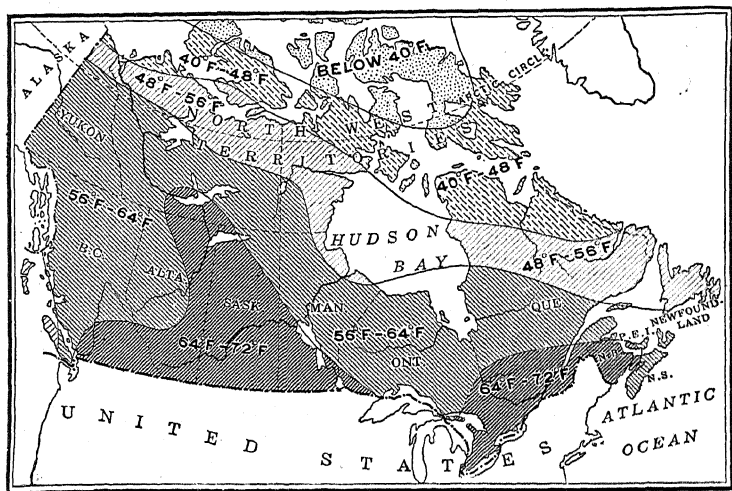 ALASKA
40°F-48°F
BELOW 40°F.
ARCTIC CIRCLE
48°F-56°F
YUKON
NORTH WEST
TERRITORIES
40°F-48°F
56°F-64°F
HUDSON
BAY
48°F-56°F
B.C.
ALTA.
SASK.
MAN.
QUE.
NEWFOUND-
LAND
P.E.I.
56°F-64°F
ONT.
64°F-72°F
64°F-72°F
N.B.
N.S.
ATLANTIC
OCEAN
UNITED STATES